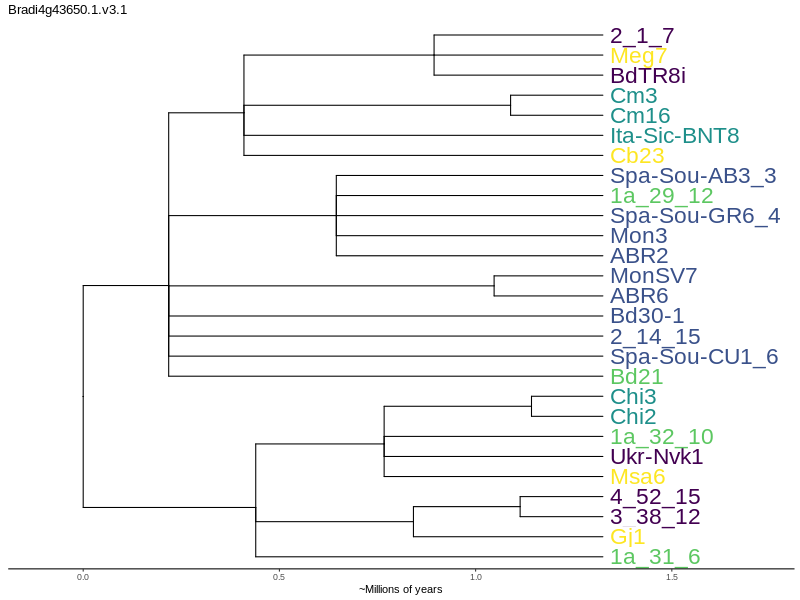 Bradi4g43650.1.v3.1
2_1_7
Meg7
BdTR8i
Cm3
Cm16
Ita-Sic-BNT8
Cb23
Spa-Sou-AB3_3
1a_29_12
Spa-Sou-GR6_4
Mon3
ABR2
MonSV7
ABR6
Bd30-1
2_14_15
Spa-Sou-CU1_6
Bd21
Chi3
Chi2
1a_32_10
Ukr-Nvk1
Msa6
4_52_15
3_38_12
Gj1
1a_31_6
0.0 0.5 1.0 1.5
~Millions of years